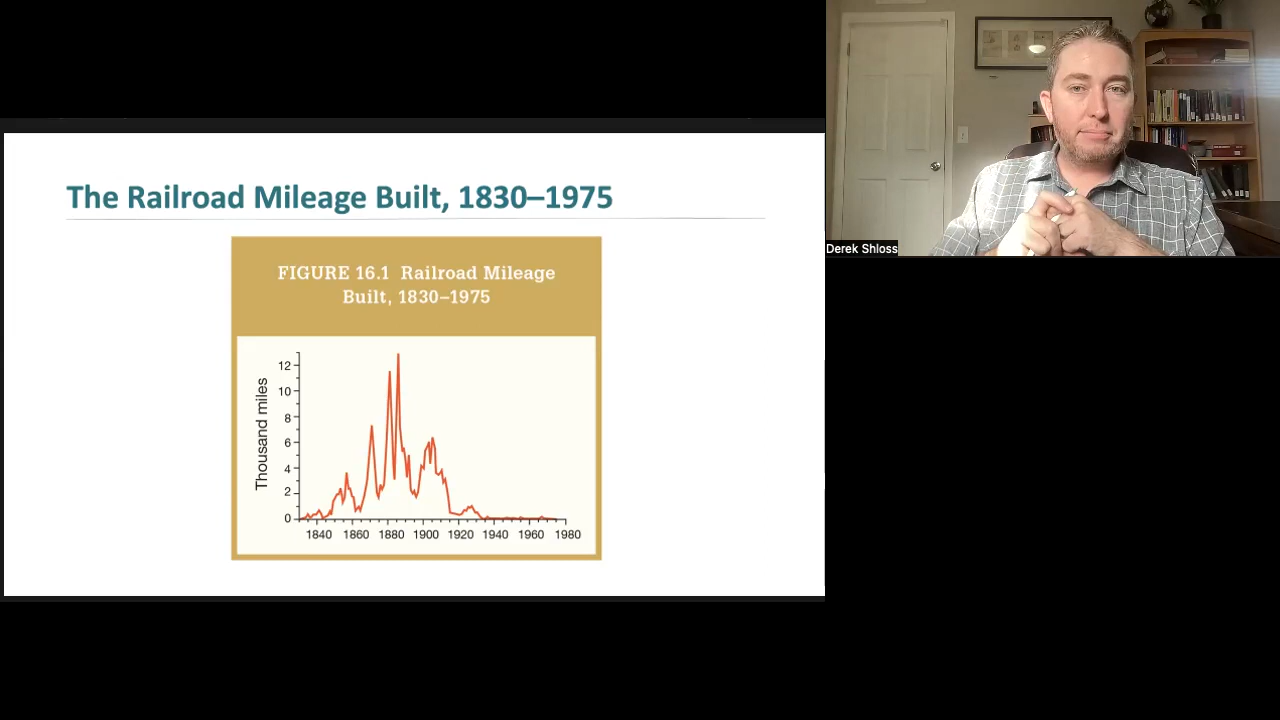 The Railroad Mileage Built, 1830–1975
FIGURE 16.1 Railroad Mileage
Built, 1830–1975
Thousand miles
12
10
8
6
4
2
0
1840 1860 1880 1900 1920 1940 1960 1980
Derek Shloss